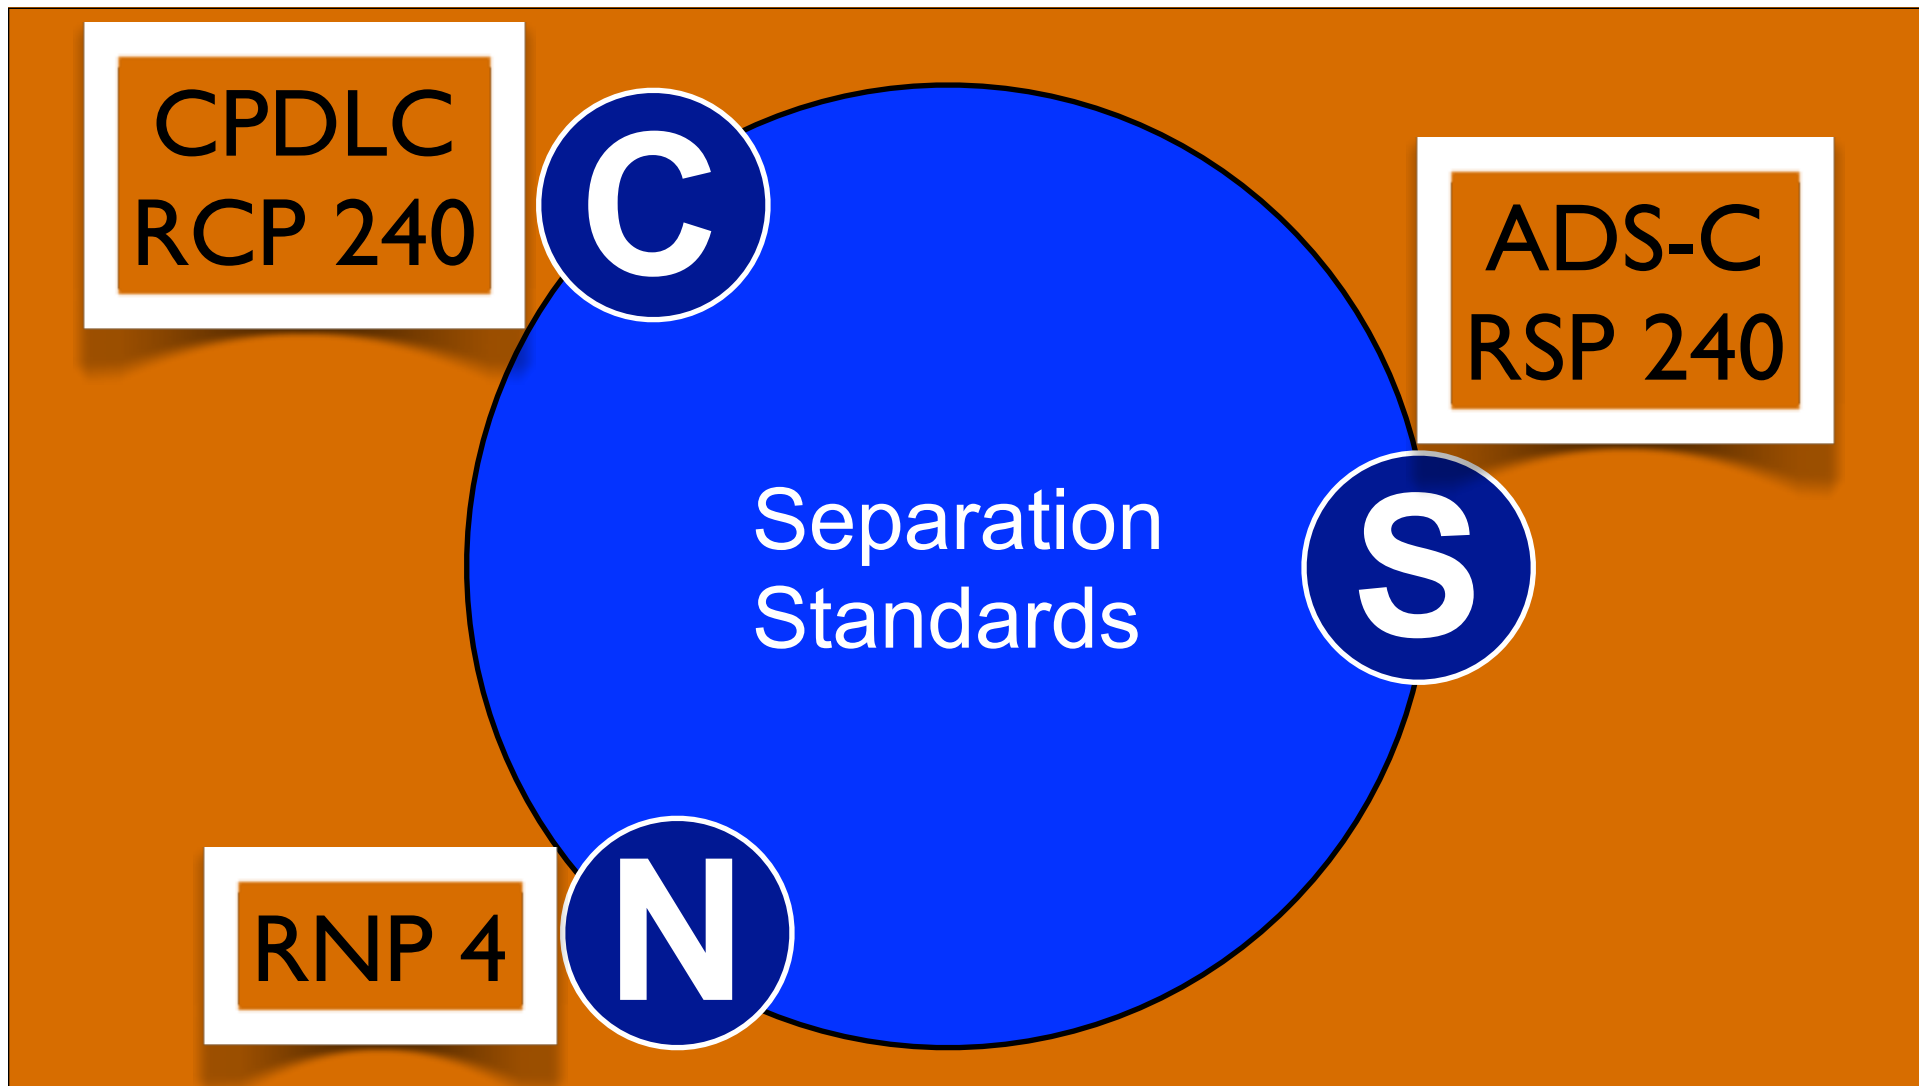 CPDLC
RCP 240
C
ADS-C
RSP 240
Separation
Standards
S
RNP 4
N